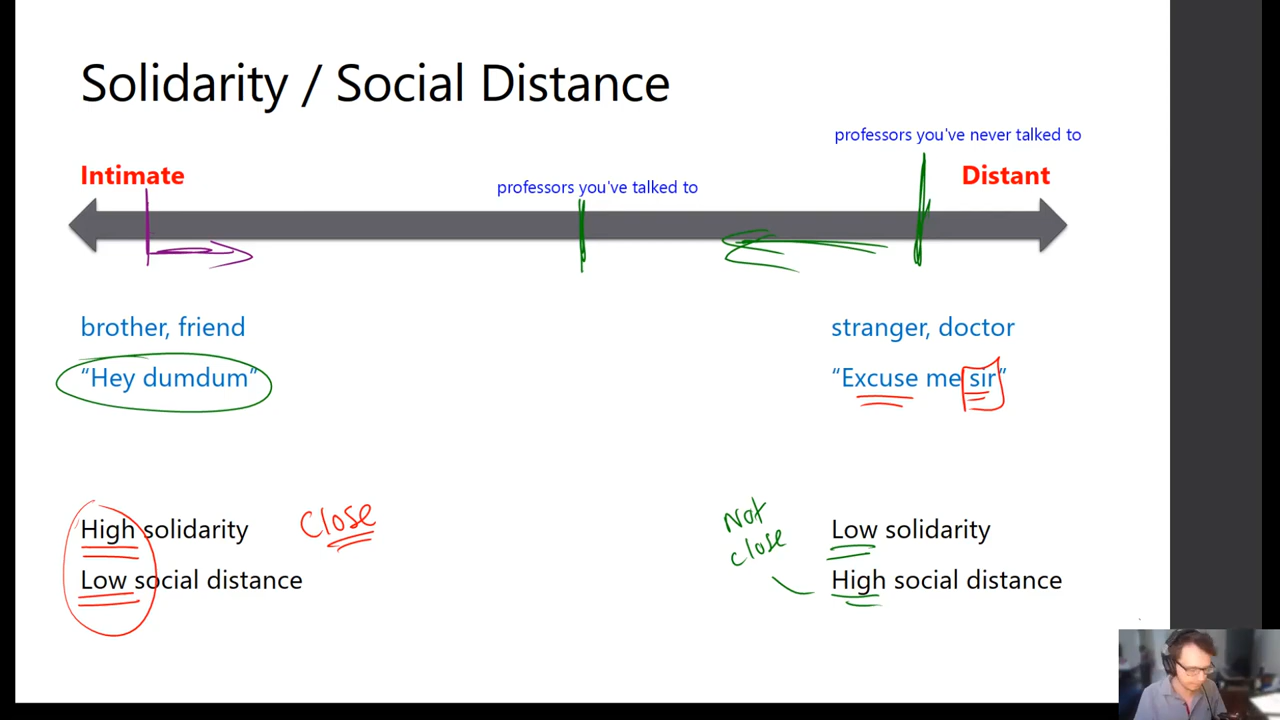 Solidarity / Social Distance
professors you've never talked to
Intimate
professors you've talked to
Distant
brother, friend
stranger, doctor
“Hey dumdum”
“Excuse me sir”
High solidarity
Close
Not
close
Low solidarity
Low social distance
High social distance